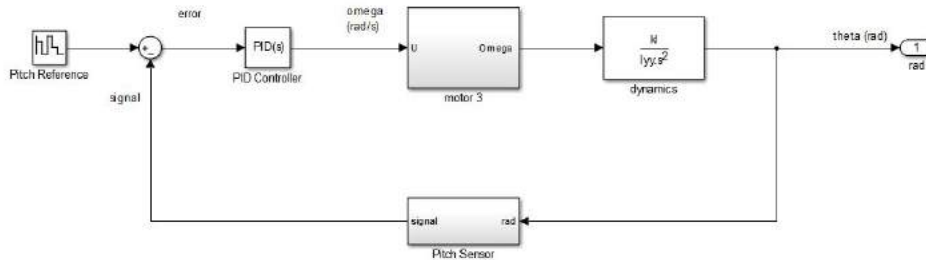 error
omega
(rad/s)
theta (rad)
+_
PID(s)
U
Omega
kl
Iyy.s²
1
Pitch Reference
PID Controller
motor 3
dynamics
rad
signal
signal
rad
Pitch Sensor